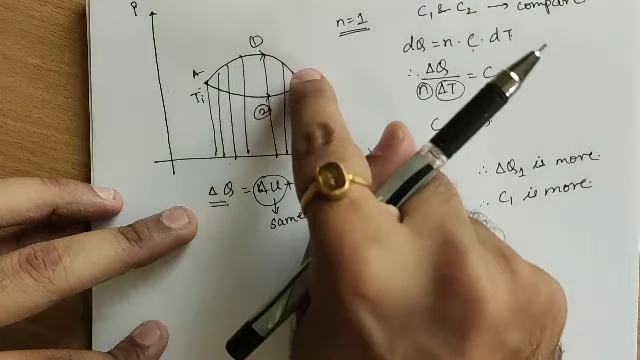 P
n=1
C₁ & C₂ → compare
dQ = n · C · dT
∴ ΔQ
n ΔT = C
①
A
Ti
②
C
ΔQ = ΔU+
same
∴ ΔQ₁ is more
∴ C₁ is more